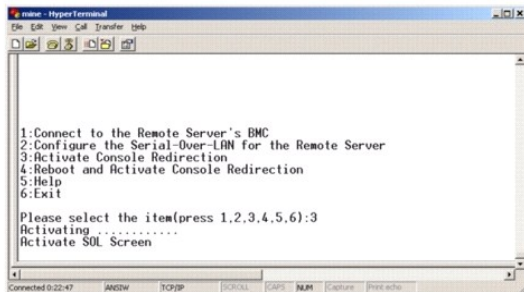 mine - HyperTerminal
File Edit View Call Transfer Help
1:Connect to the Remote Server's BMC
2:Configure the Serial-Over-LAN for the Remote Server
3:Activate Console Redirection
4:Reboot and Activate Console Redirection
5:Help
6:Exit
Please select the item(press 1,2,3,4,5,6):3
Activating ............
Activate SOL Screen
Connected 0:22:47 ANSIW TCP/IP SCROLL CAPS NUM Capture Print echo